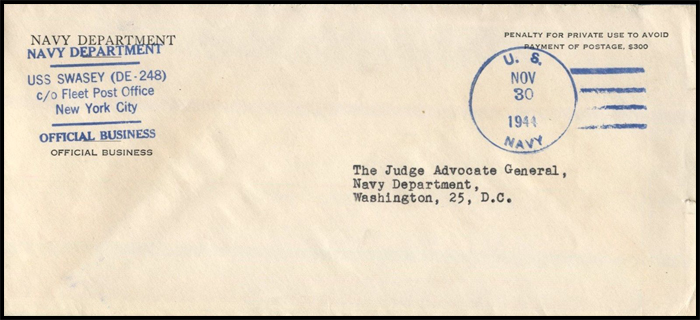 NAVY DEPARTMENT
NAVY DEPARTMENT
USS SWASEY (DE-248)
c/o Fleet Post Office
New York City
OFFICIAL BUSINESS
OFFICIAL BUSINESS
PENALTY FOR PRIVATE USE TO AVOID
PAYMENT OF POSTAGE, $300
U. S.
NOV
30
1944
NAVY
The Judge Advocate General,
Navy Department,
Washington, 25, D.C.